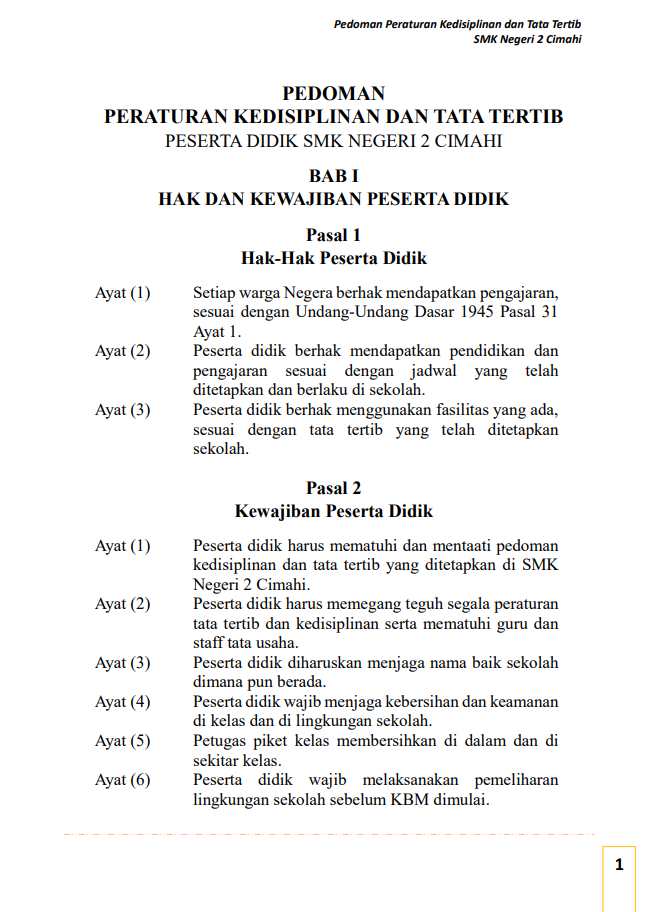 Pedoman Peraturan Kedisiplinan dan Tata Tertib
SMK Negeri 2 Cimahi
PEDOMAN
PERATURAN KEDISIPLINAN DAN TATA TERTIB
PESERTA DIDIK SMK NEGERI 2 CIMAHI
BAB I
HAK DAN KEWAJIBAN PESERTA DIDIK
Pasal 1
Hak-Hak Peserta Didik
Ayat (1) Setiap warga Negera berhak mendapatkan pengajaran,
sesuai dengan Undang-Undang Dasar 1945 Pasal 31
Ayat 1.
Ayat (2) Peserta didik berhak mendapatkan pendidikan dan
pengajaran sesuai dengan jadwal yang telah
ditetapkan dan berlaku di sekolah.
Ayat (3) Peserta didik berhak menggunakan fasilitas yang ada,
sesuai dengan tata tertib yang telah ditetapkan
sekolah.
Pasal 2
Kewajiban Peserta Didik
Ayat (1) Peserta didik harus mematuhi dan mentaati pedoman
kedisiplinan dan tata tertib yang ditetapkan di SMK
Negeri 2 Cimahi.
Ayat (2) Peserta didik harus memegang teguh segala peraturan
tata tertib dan kedisiplinan serta mematuhi guru dan
staff tata usaha.
Ayat (3) Peserta didik diharuskan menjaga nama baik sekolah
dimana pun berada.
Ayat (4) Peserta didik wajib menjaga kebersihan dan keamanan
di kelas dan di lingkungan sekolah.
Ayat (5) Petugas piket kelas membersihkan di dalam dan di
sekitar kelas.
Ayat (6) Peserta didik wajib melaksanakan pemeliharan
lingkungan sekolah sebelum KBM dimulai.
1